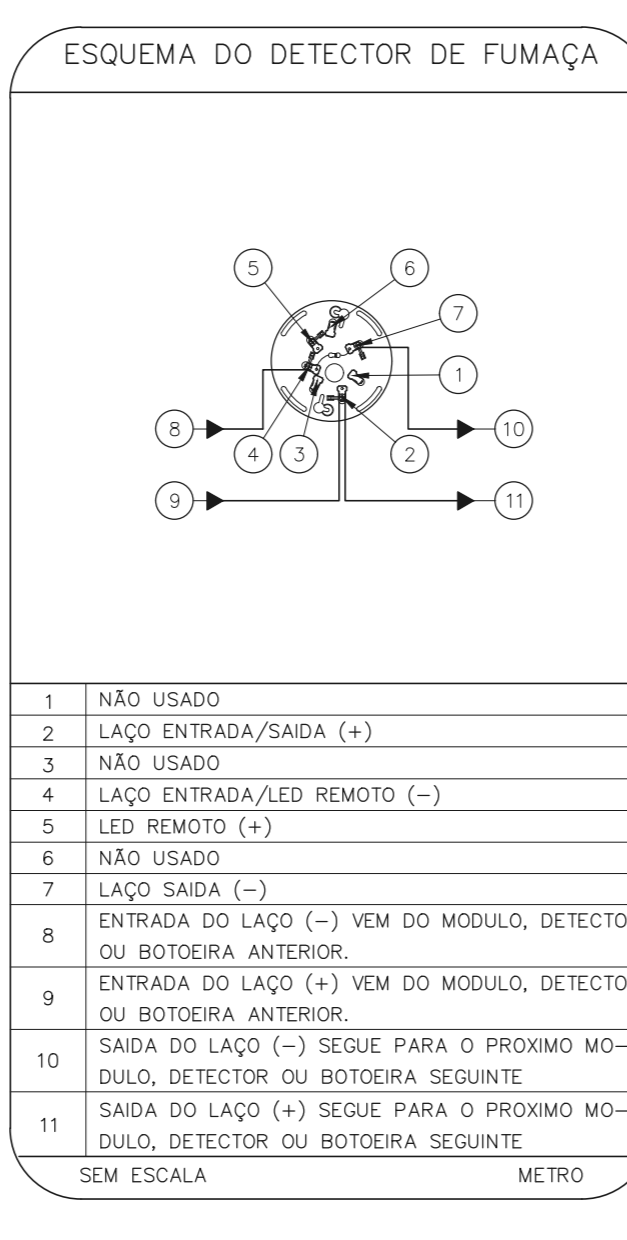 ESQUEMA DO DETECTOR DE FUMAÇA
5 6
7
1
8 10
4 3 2
9 11
1 NÃO USADO
2 LAÇO ENTRADA/SAIDA (+)
3 NÃO USADO
4 LAÇO ENTRADA/LED REMOTO (−)
5 LED REMOTO (+)
6 NÃO USADO
7 LAÇO SAIDA (−)
8 ENTRADA DO LAÇO (−) VEM DO MODULO, DETECTO
OU BOTOEIRA ANTERIOR.
9 ENTRADA DO LAÇO (+) VEM DO MODULO, DETECTO
OU BOTOEIRA ANTERIOR.
10 SAIDA DO LAÇO (−) SEGUE PARA O PROXIMO MO−
DULO, DETECTOR OU BOTOEIRA SEGUINTE
11 SAIDA DO LAÇO (+) SEGUE PARA O PROXIMO MO−
DULO, DETECTOR OU BOTOEIRA SEGUINTE
SEM ESCALA METRO